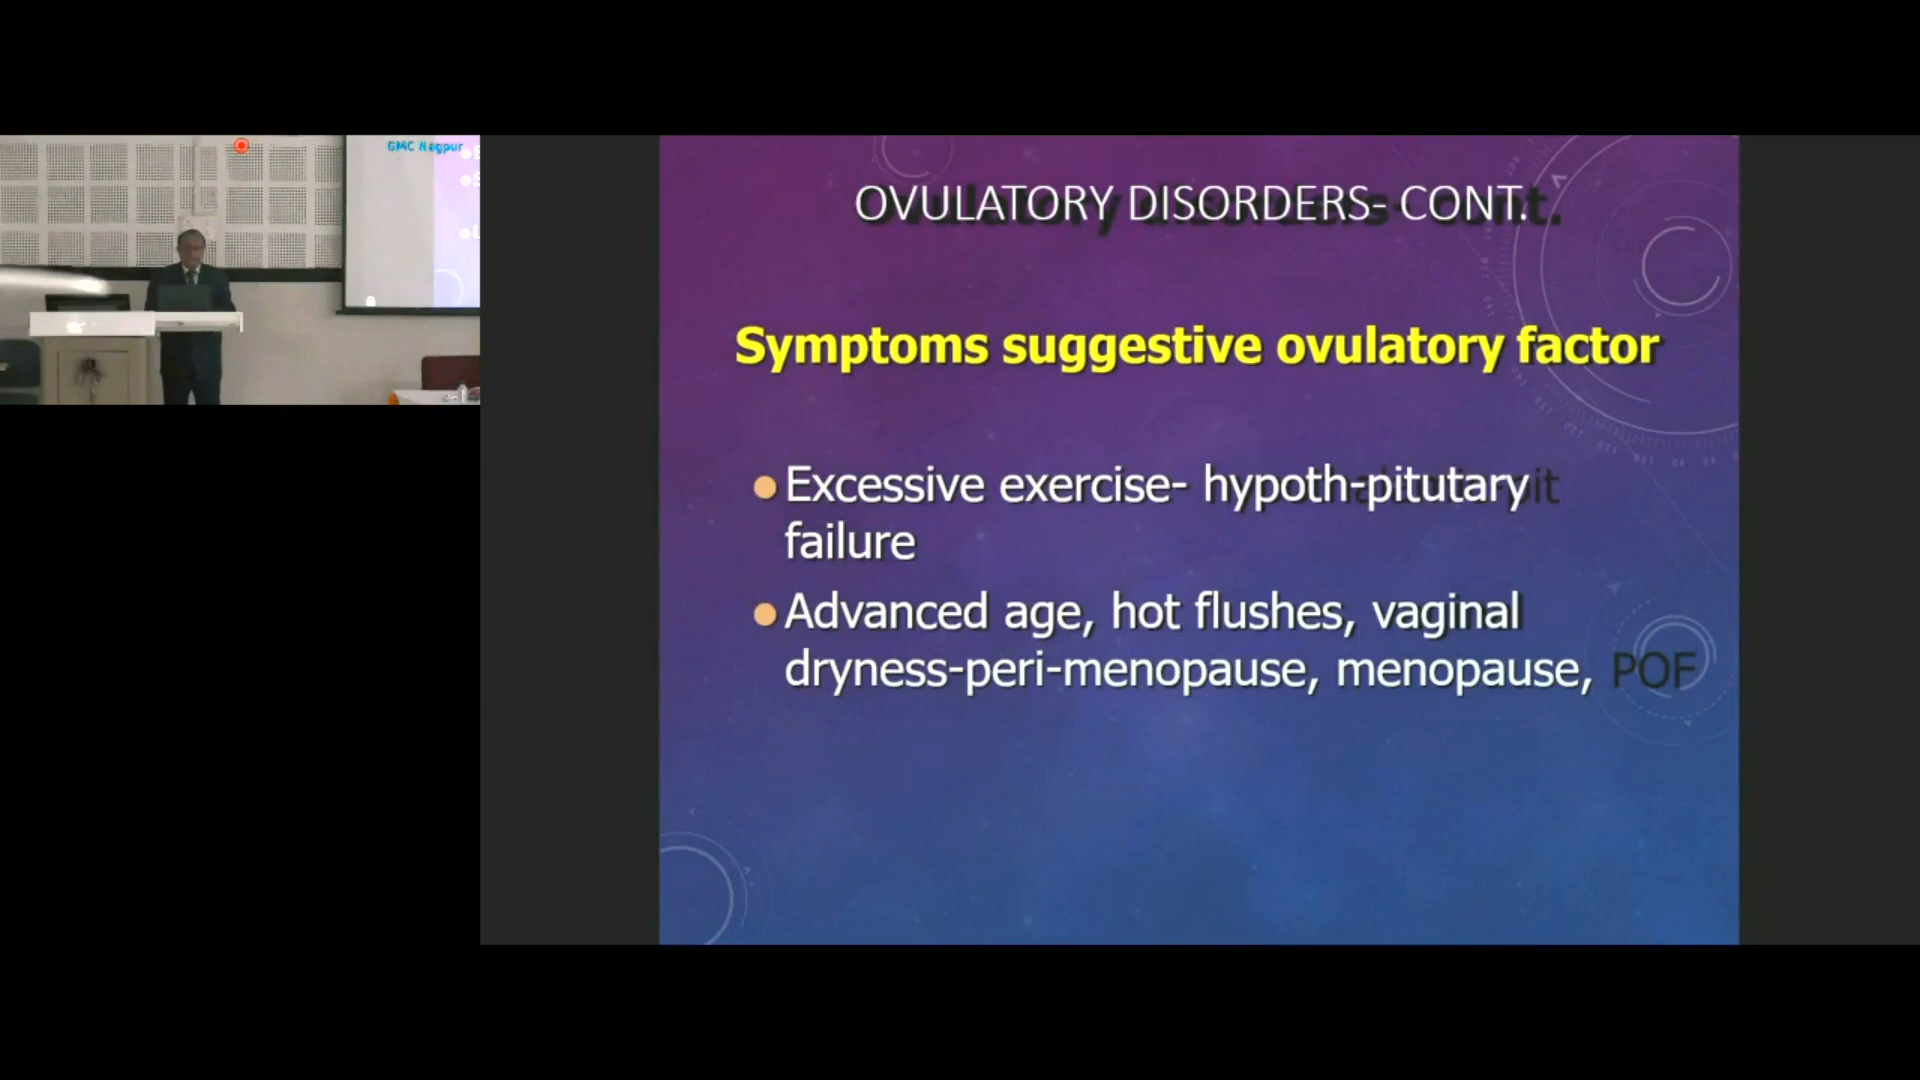 GMC Nagpur
OVULATORY DISORDERS- CONT.
Symptoms suggestive ovulatory factor
Excessive exercise- hypoth-pitutary
failure
Advanced age, hot flushes, vaginal
dryness-peri-menopause, menopause, POF